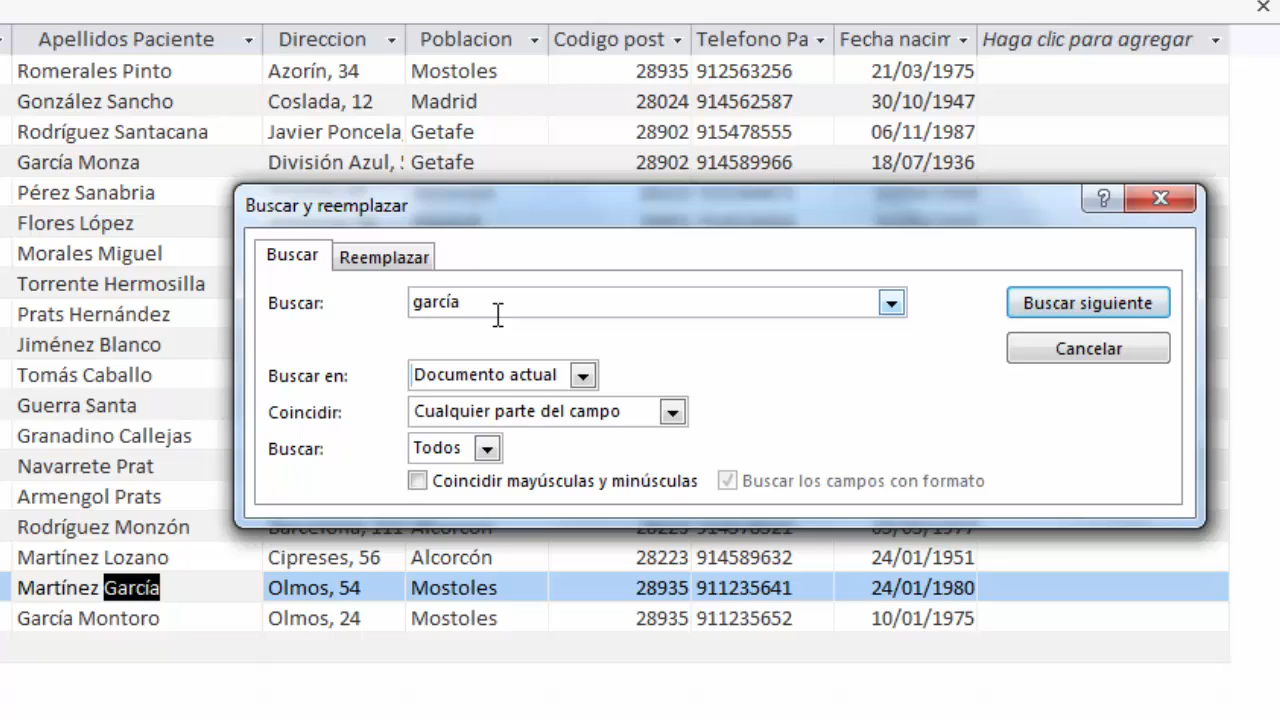 Apellidos Paciente Direccion Poblacion Codigo post Telefono Pa Fecha nacim Haga clic para agregar
Romerales Pinto Azorín, 34 Mostoles 28935 912563256 21/03/1975
González Sancho Coslada, 12 Madrid 28024 914562587 30/10/1947
Rodríguez Santacana Javier Poncela, Getafe 28902 915478555 06/11/1987
García Monza División Azul, Getafe 28902 914589966 18/07/1936
Pérez Sanabria
Flores López
Morales Miguel
Torrente Hermosilla
Prats Hernández
Jiménez Blanco
Tomás Caballo
Guerra Santa
Granadino Callejas
Navarrete Prat
Armengol Prats
Rodríguez Monzón Barcelona, 111 Alcorcón 28223
Martínez Lozano Cipreses, 56 Alcorcón 28223 914589632 24/01/1951
Martínez García Olmos, 54 Mostoles 28935 911235641 24/01/1980
García Montoro Olmos, 24 Mostoles 28935 911235652 10/01/1975
Buscar y reemplazar
?
Buscar Reemplazar
Buscar: garcía Buscar siguiente
Cancelar
Buscar en: Documento actual
Coincidir: Cualquier parte del campo
Buscar: Todos
Coincidir mayúsculas y minúsculas Buscar los campos con formato